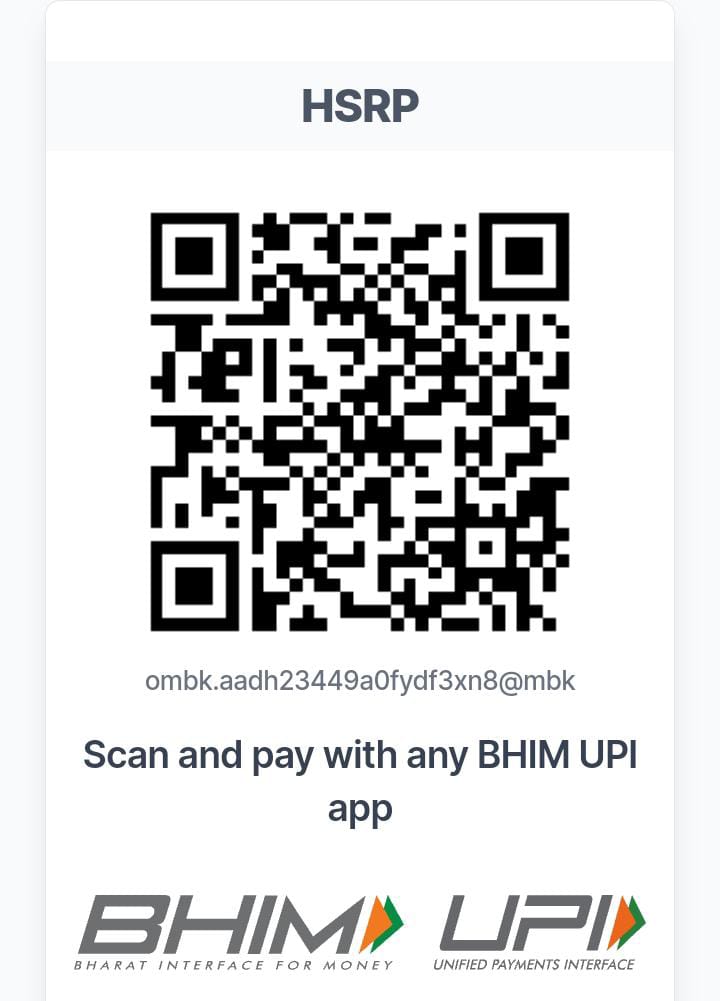 HSRP
ombk.aadh23449a0fydf3xn8@mbk
Scan and pay with any BHIM UPI
app
BHIM UPI
BHARAT INTERFACE FOR MONEY UNIFIED PAYMENTS INTERFACE